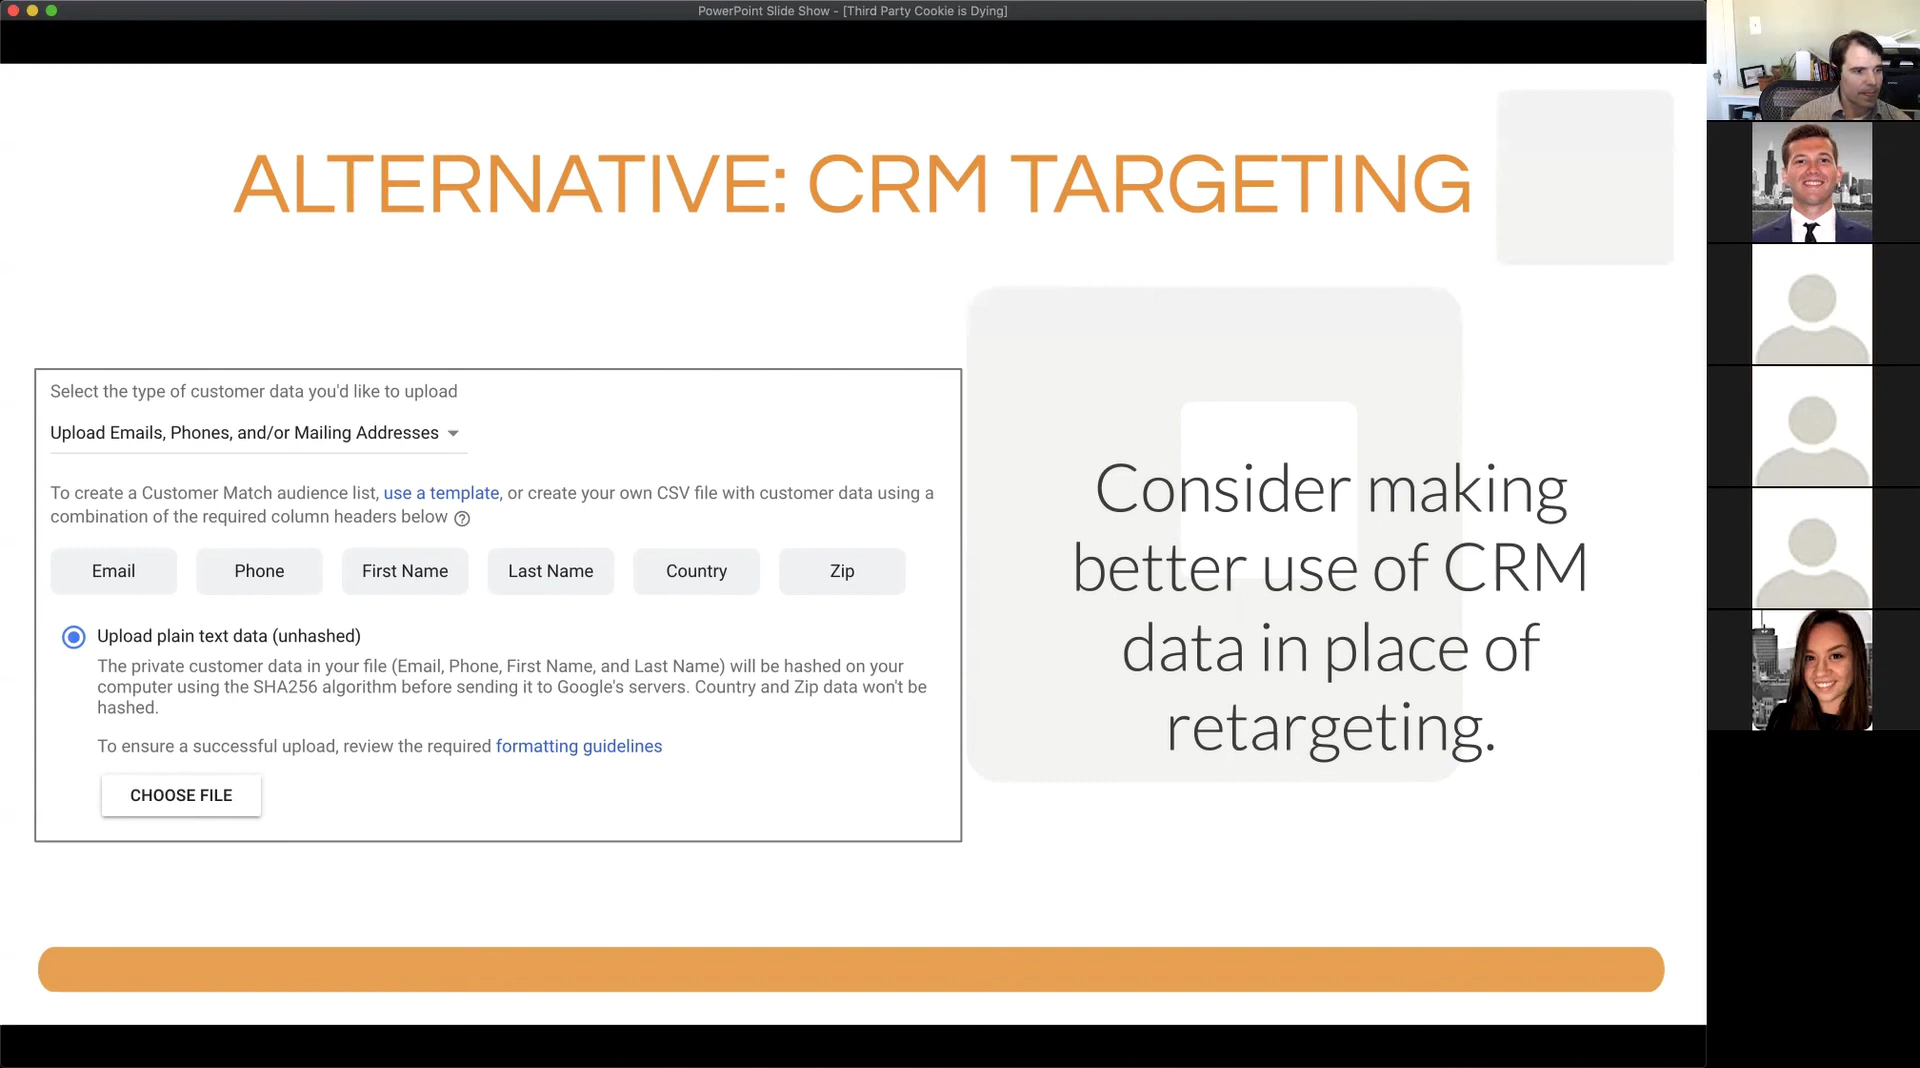 PowerPoint Slide Show - [Third Party Cookie is Dying]
ALTERNATIVE: CRM TARGETING
Select the type of customer data you'd like to upload
Upload Emails, Phones, and/or Mailing Addresses
To create a Customer Match audience list, use a template, or create your own CSV file with customer data using a
combination of the required column headers below ?
Email Phone First Name Last Name Country Zip
Upload plain text data (unhashed)
The private customer data in your file (Email, Phone, First Name, and Last Name) will be hashed on your
computer using the SHA256 algorithm before sending it to Google's servers. Country and Zip data won't be
hashed.
To ensure a successful upload, review the required formatting guidelines
CHOOSE FILE
Consider making
better use of CRM
data in place of
retargeting.